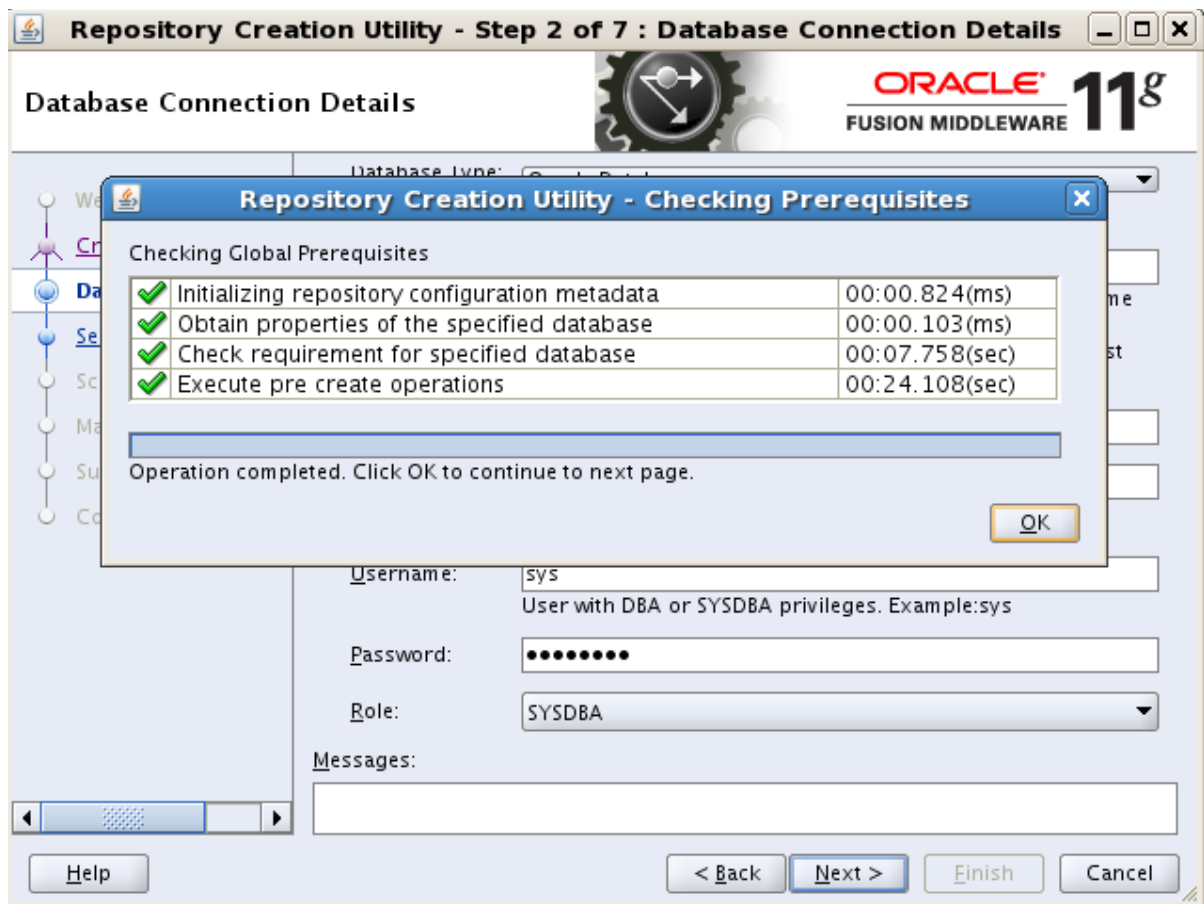 Repository Creation Utility - Step 2 of 7 : Database Connection Details
Database Connection Details
ORACLE 11g
FUSION MIDDLEWARE
Database Type:
Repository Creation Utility - Checking Prerequisites
Checking Global Prerequisites
Initializing repository configuration metadata 00:00.824(ms)
Obtain properties of the specified database 00:00.103(ms)
Check requirement for specified database 00:07.758(sec)
Execute pre create operations 00:24.108(sec)
Operation completed. Click OK to continue to next page.
OK
Username: sys
User with DBA or SYSDBA privileges. Example:sys
Password: ••••••••
Role: SYSDBA
Messages:
Help < Back Next > Finish Cancel